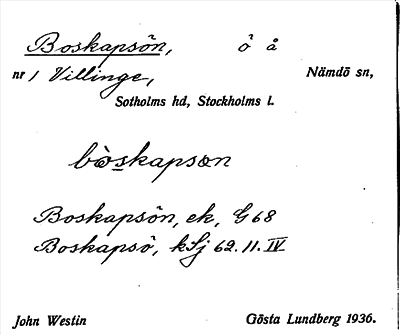 Boskapsön, ö å
nr 1 Villinge, Nämdö sn,
Sotholms hd, Stockholms l.
bòskapsøn
Boskapsön, ek, G68
Boskapsö, kSj 62.11.IV
John Westin Gösta Lundberg 1936.